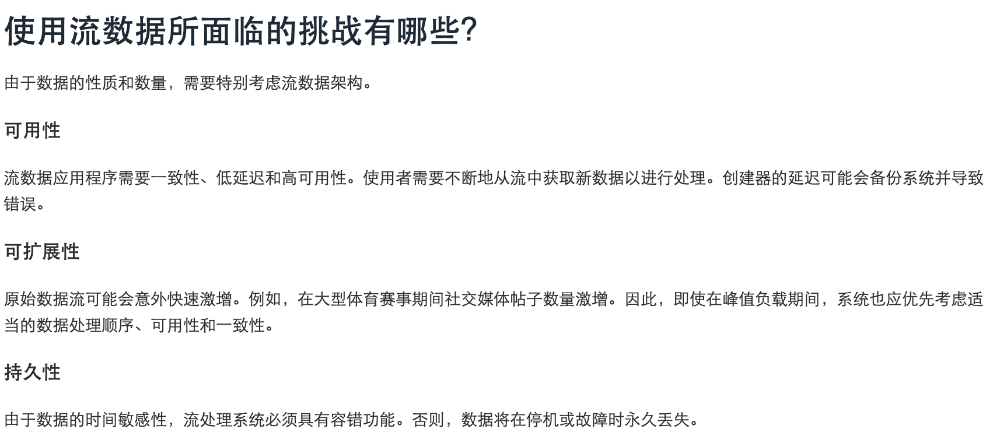 使用流数据所面临的挑战有哪些？
由于数据的性质和数量，需要特别考虑流数据架构。
可用性
流数据应用程序需要一致性、低延迟和高可用性。使用者需要不断地从流中获取新数据以进行处理。创建器的延迟可能会备份系统并导致
错误。
可扩展性
原始数据流可能会意外快速激增。例如，在大型体育赛事期间社交媒体帖子数量激增。因此，即使在峰值负载期间，系统也应优先考虑适
当的数据处理顺序、可用性和一致性。
持久性
由于数据的时间敏感性，流处理系统必须具有容错功能。否则，数据将在停机或故障时永久丢失。